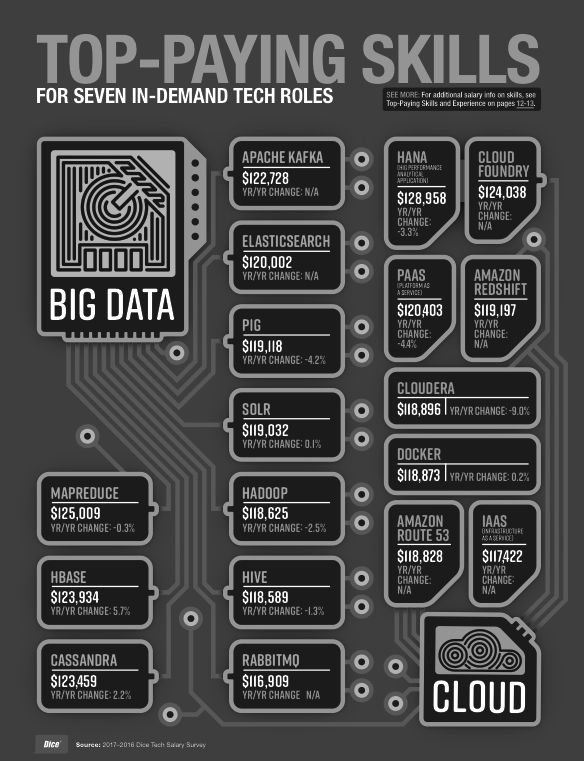 TOP-PAYING SKILLS
FOR SEVEN IN-DEMAND TECH ROLES
SEE MORE: For additional salary info on skills, see
Top-Paying Skills and Experience on pages 12-13.
BIG DATA
MAPREDUCE
$125,009
YR/YR CHANGE: -0.3%
HBASE
$123,934
YR/YR CHANGE: 5.7%
CASSANDRA
$123,459
YR/YR CHANGE: 2.2%
APACHE KAFKA
$122,728
YR/YR CHANGE: N/A
ELASTICSEARCH
$120,002
YR/YR CHANGE: N/A
PIG
$119,118
YR/YR CHANGE: -4.2%
SOLR
$119,032
YR/YR CHANGE: 0.1%
HADOOP
$118,625
YR/YR CHANGE: -2.5%
HIVE
$118,589
YR/YR CHANGE: -1.3%
RABBITMQ
$116,909
YR/YR CHANGE N/A
HANA
(HIG PERFORMANCE
ANALYTICAL
APPLICATION)
$128,958
YR/YR
CHANGE:
-3.3%
CLOUD
FOUNDRY
$124,038
YR/YR
CHANGE:
N/A
PAAS
(PLATFORM AS
A SERVICE)
$120,403
YR/YR
CHANGE:
-4.4%
AMAZON
REDSHIFT
$119,197
YR/YR
CHANGE:
N/A
CLOUDERA
$118,896 YR/YR CHANGE: -9.0%
DOCKER
$118,873 YR/YR CHANGE: 0.2%
AMAZON
ROUTE 53
$118,828
YR/YR
CHANGE:
N/A
IAAS
(INFRASTRUCTURE
AS A SERVICE)
$117,422
YR/YR
CHANGE:
N/A
CLOUD
Dice
Source: 2017–2016 Dice Tech Salary Survey